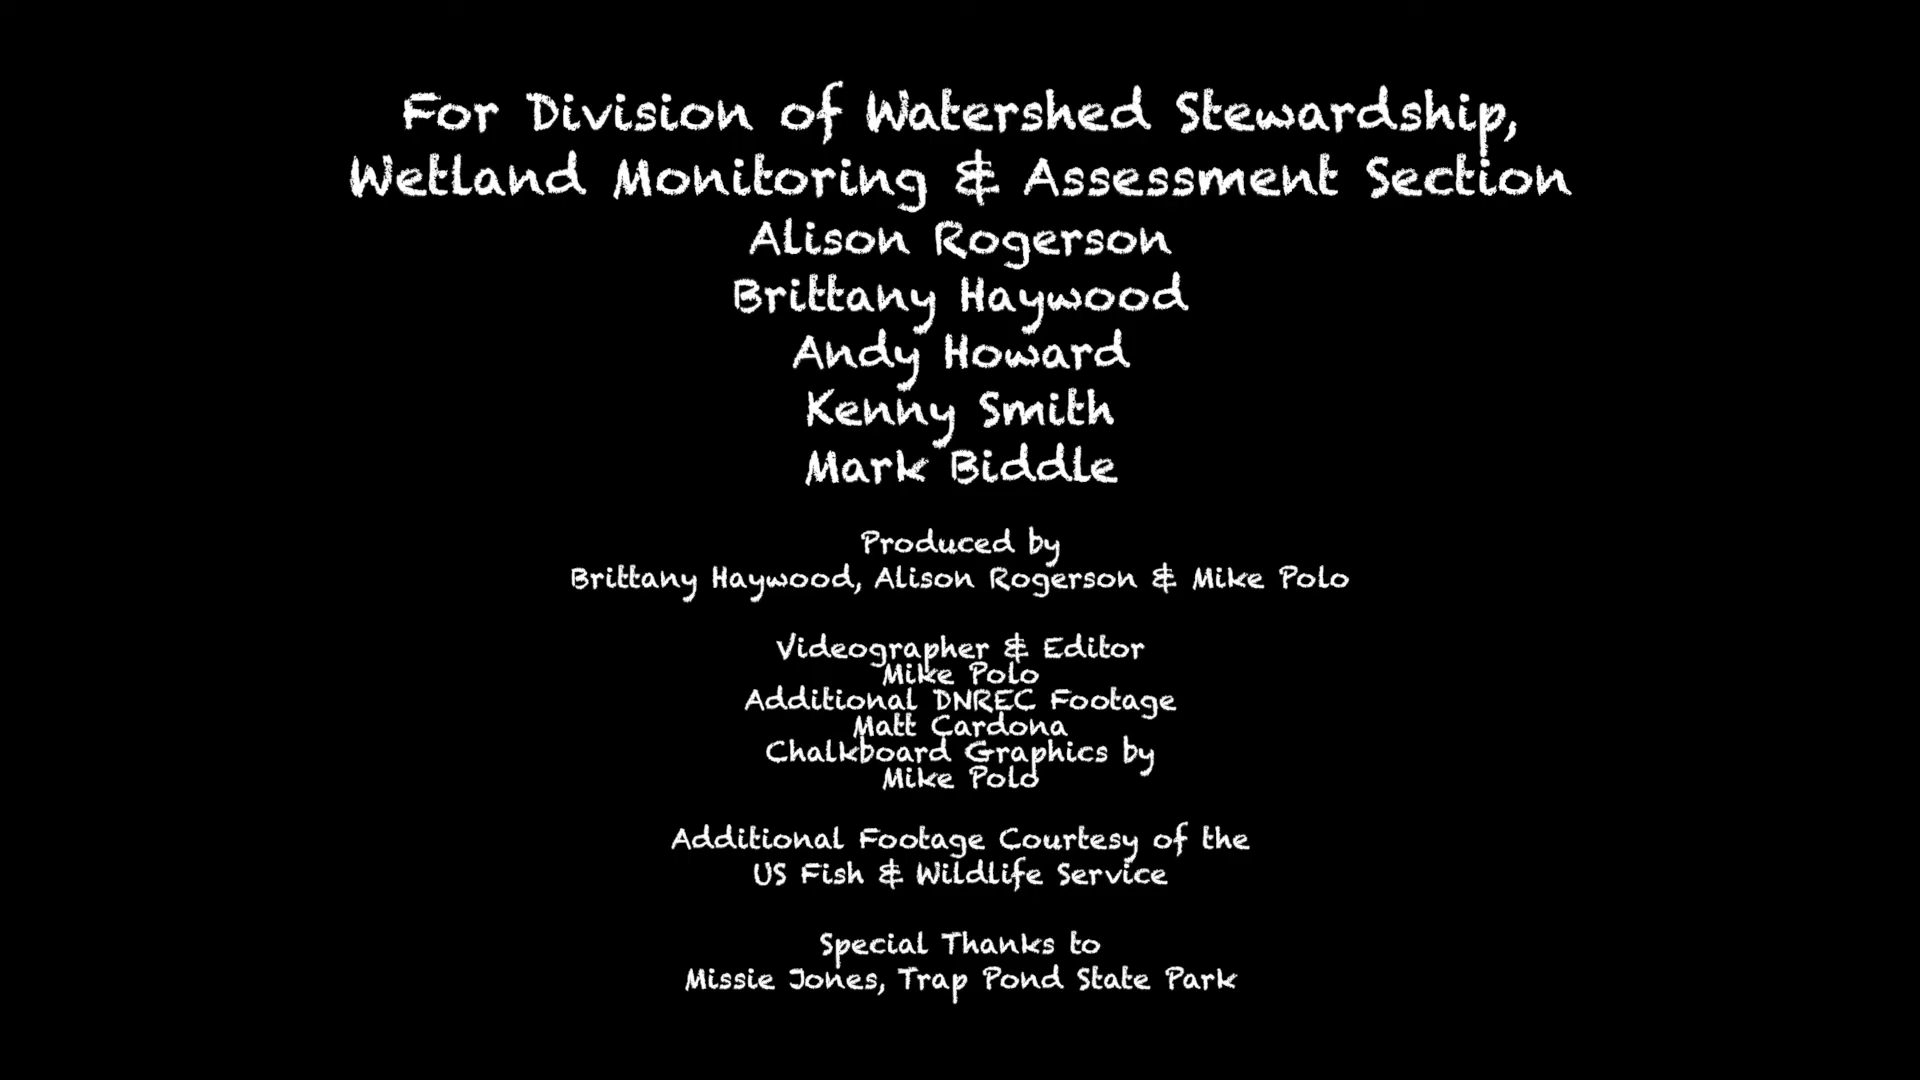 For Division of Watershed Stewardship,
Wetland Monitoring & Assessment Section
Alison Rogerson
Brittany Haywood
Andy Howard
Kenny Smith
Mark Biddle
Produced by
Brittany Haywood, Alison Rogerson & Mike Polo
Videographer & Editor
Mike Polo
Additional DNREC Footage
Matt Cardona
Chalkboard Graphics by
Mike Polo
Additional Footage Courtesy of the
US Fish & Wildlife Service
Special Thanks to
Missie Jones, Trap Pond State Park